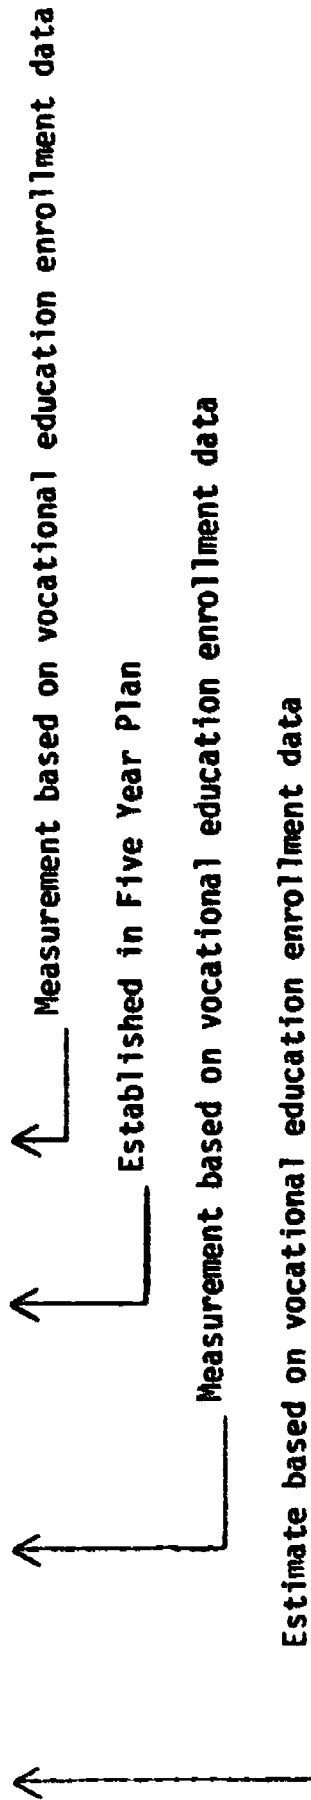 Measurement based on vocational education enrollment data
Established in Five Year Plan
Measurement based on vocational education enrollment data
Estimate based on vocational education enrollment data